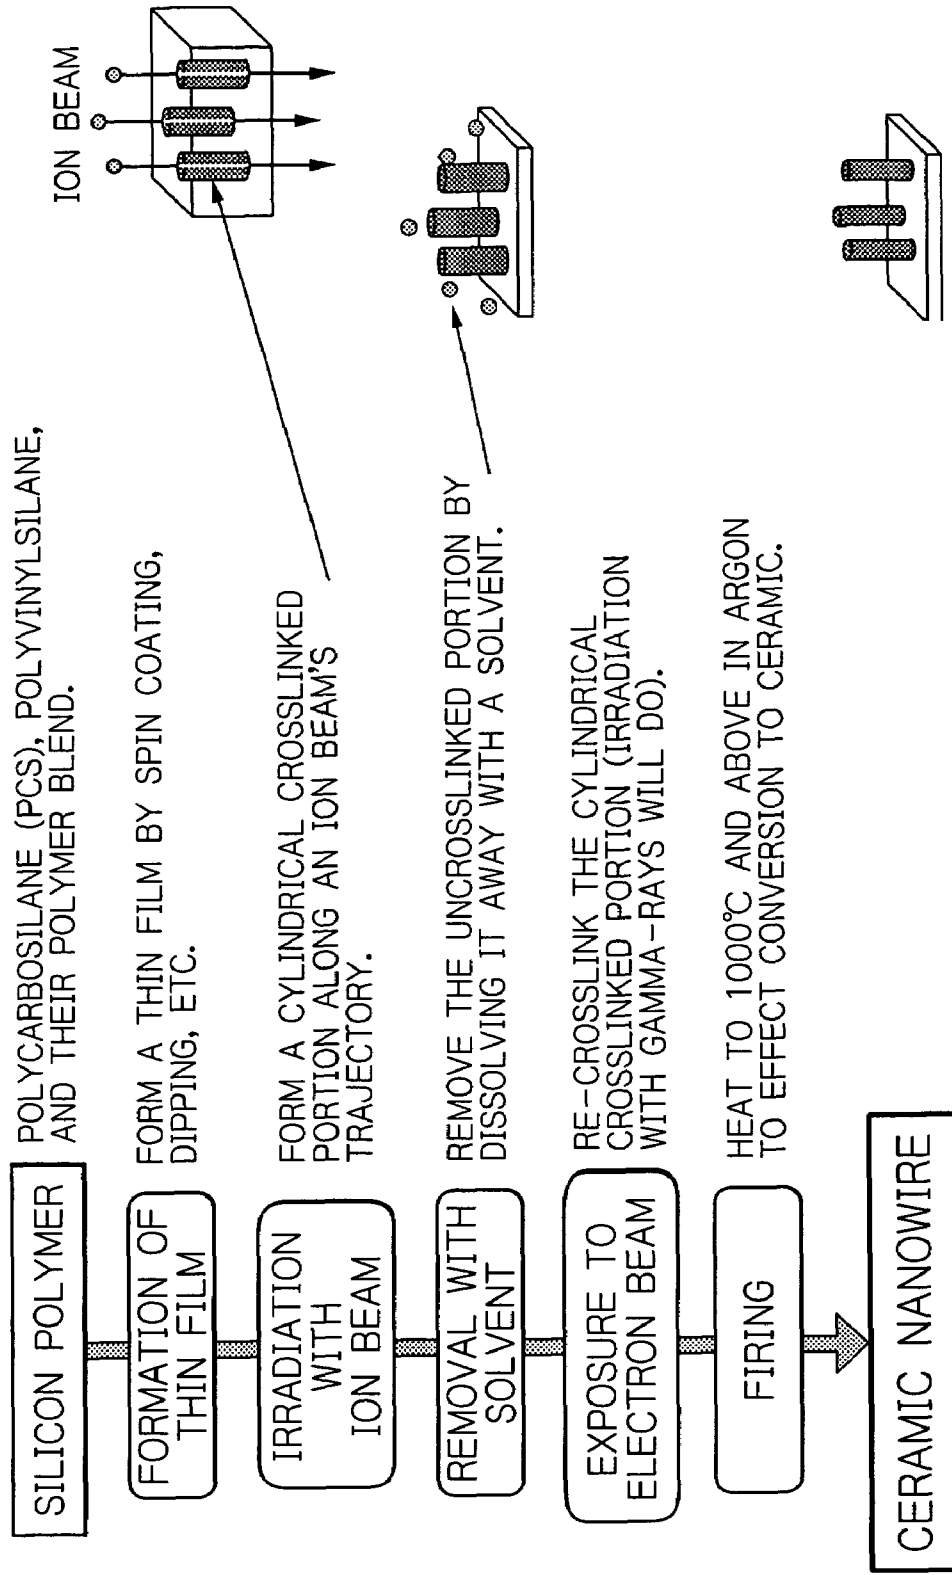 SILICON POLYMER
POLYCARBOSILANE (PCS), POLYVINYLSILANE,
AND THEIR POLYMER BLEND.
FORMATION OF
THIN FILM
FORM A THIN FILM BY SPIN COATING,
DIPPING, ETC.
IRRADIATION
WITH
ION BEAM
FORM A CYLINDRICAL CROSSLINKED
PORTION ALONG AN ION BEAM'S
TRAJECTORY.
ION BEAM
REMOVAL WITH
SOLVENT
REMOVE THE UNCROSSLINKED PORTION BY
DISSOLVING IT AWAY WITH A SOLVENT.
EXPOSURE TO
ELECTRON BEAM
RE-CROSSLINK THE CYLINDRICAL
CROSSLINKED PORTION (IRRADIATION
WITH GAMMA-RAYS WILL DO).
FIRING
HEAT TO 1000°C AND ABOVE IN ARGON
TO EFFECT CONVERSION TO CERAMIC.
CERAMIC NANOWIRE